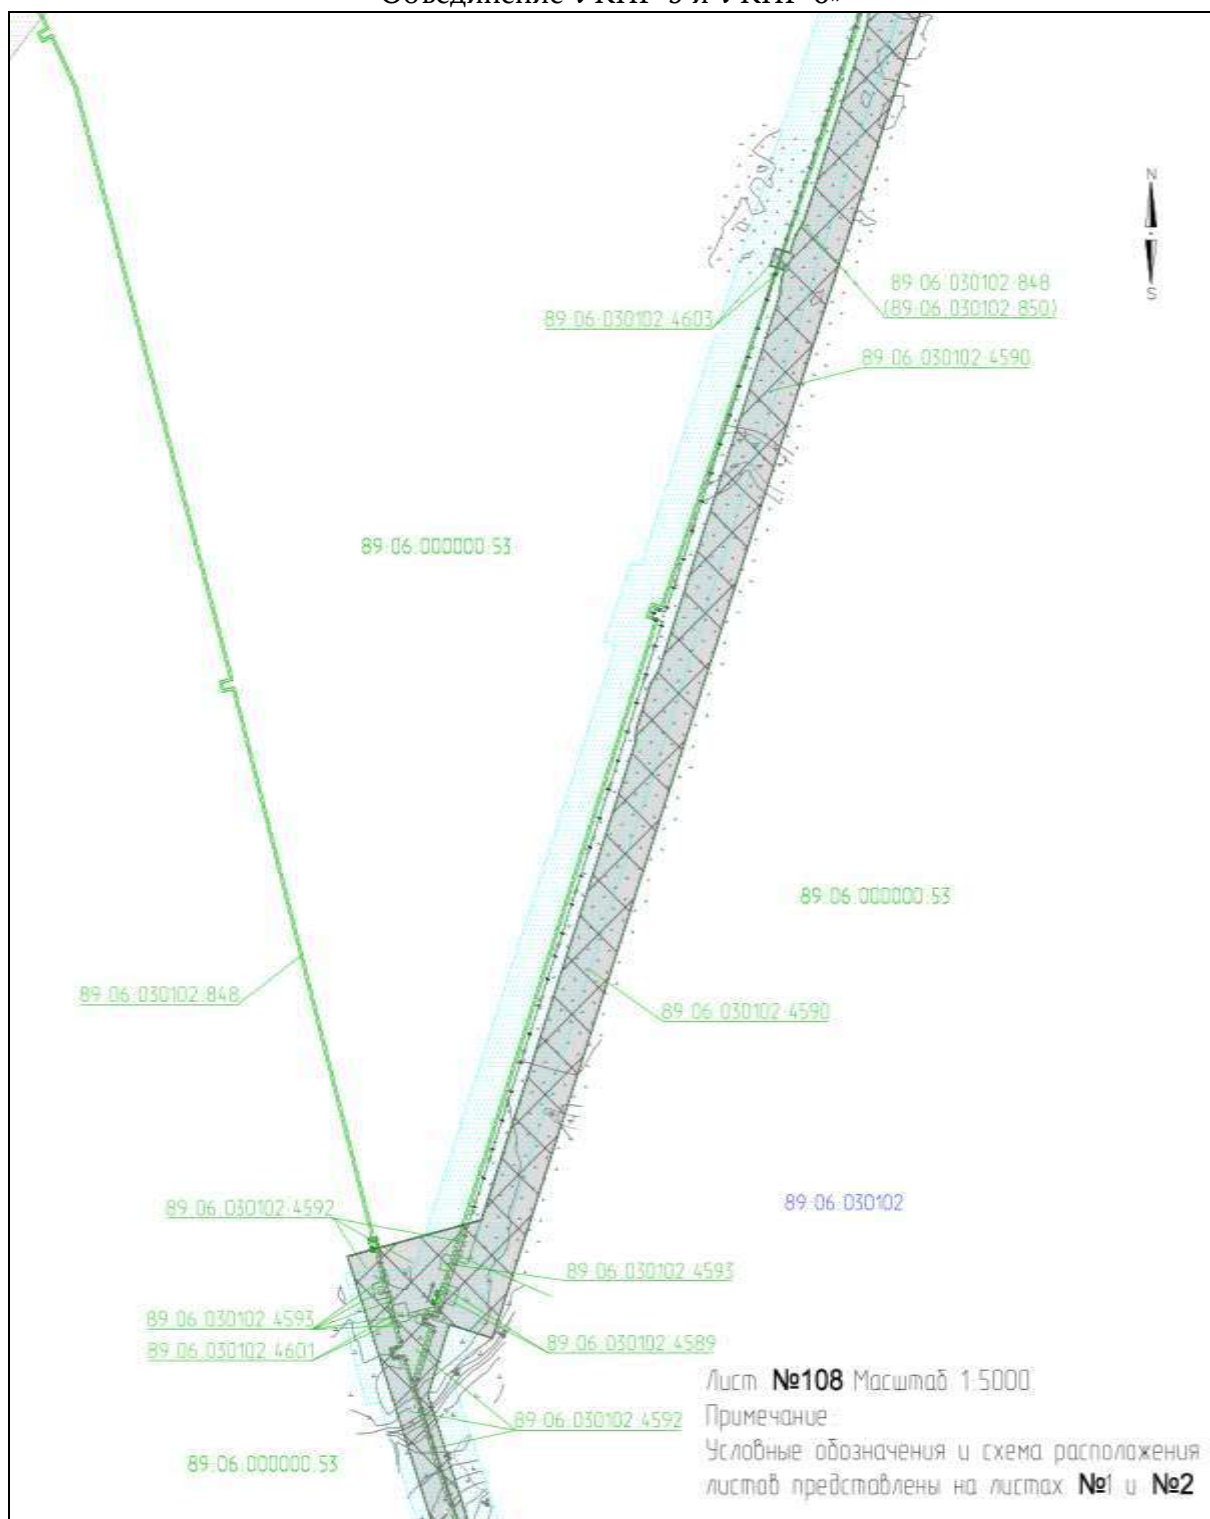 N
S
89:06:030102:848
(89:06:030102:850)
89:06:030102:4603
89:06:030102:4590
89:06:000000:53
89:06:000000:53
89:06:030102:848
89:06:030102:4590
89:06:030102:4592
89:06:030102
89:06:030102:4593
89:06:030102:4593
89:06:030102:4601
89:06:030102:4589
89:06:030102:4592
89:06:000000:53
Лист №108 Масштаб 1:5000
Примечание:
Условные обозначения и схема расположения
листов представлены на листах №1 и №2